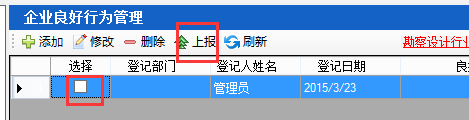 企业良好行为管理
添加 修改 删除 上报 刷新 勘察设计行业
选择 登记部门 登记人姓名 登记日期
管理员 2015/3/23